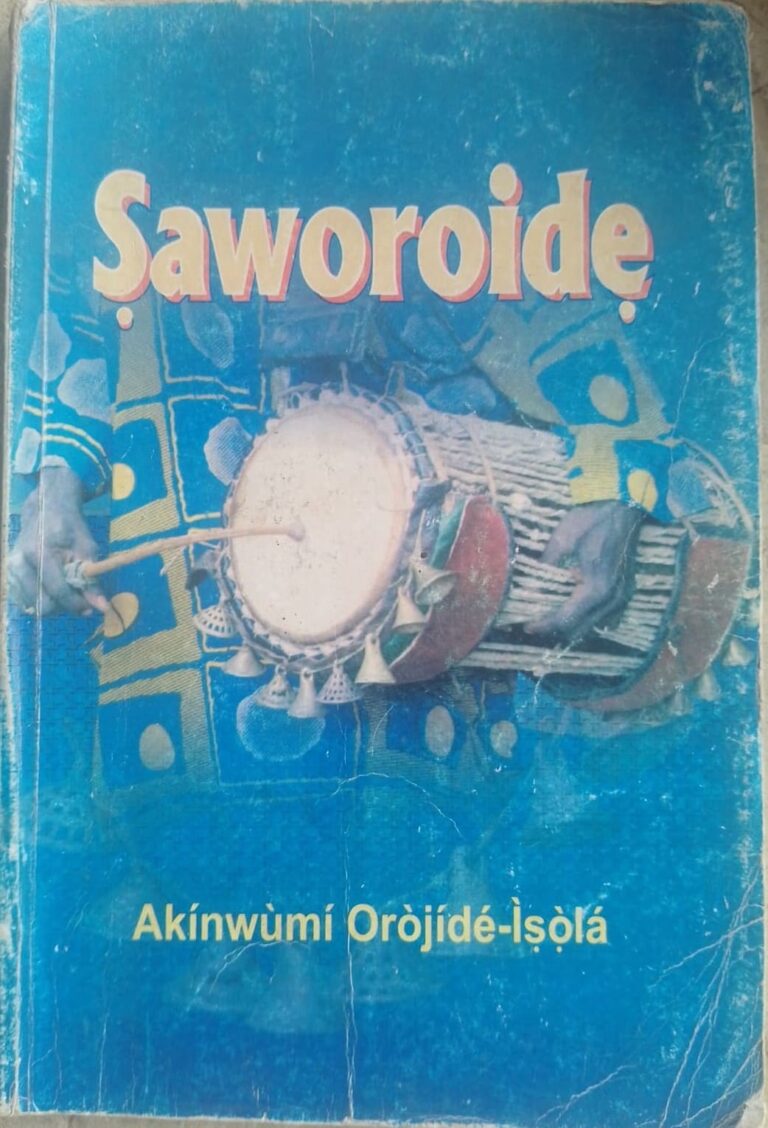 Ṣaworoidẹ
Akínwùmí Oròjídé-Ìṣọ̀lá